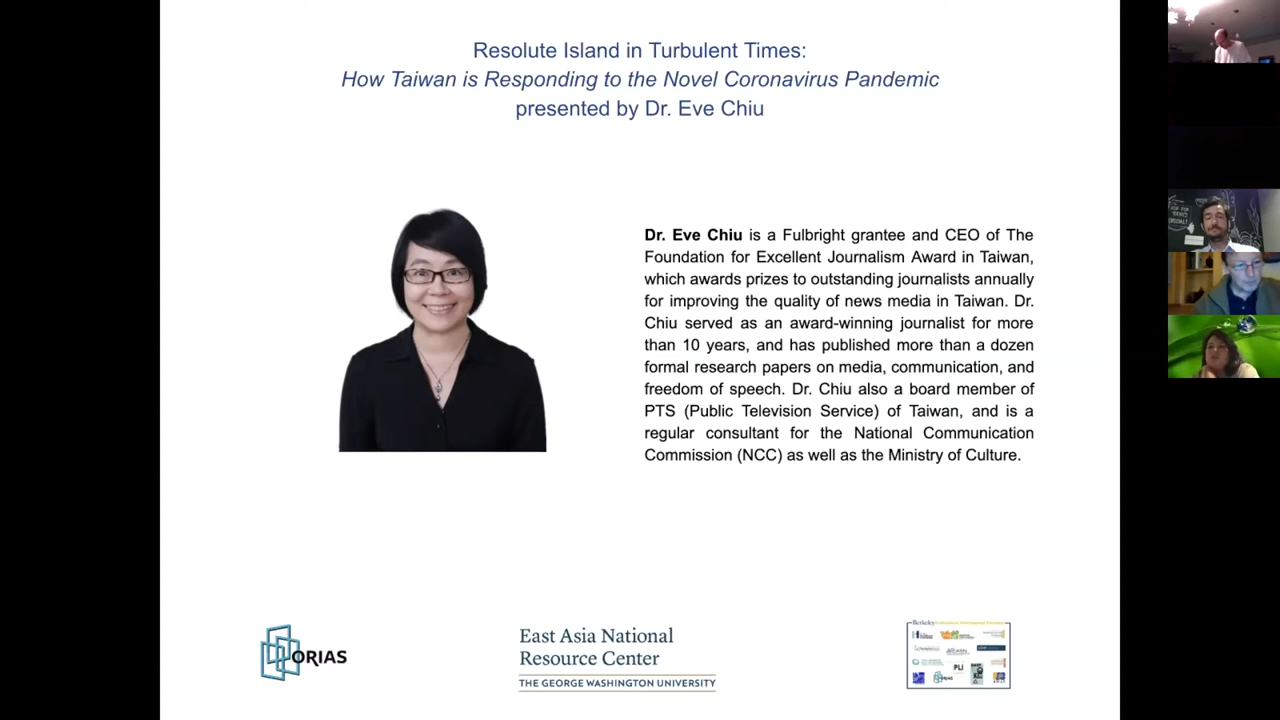 Resolute Island in Turbulent Times:
How Taiwan is Responding to the Novel Coronavirus Pandemic
presented by Dr. Eve Chiu
Dr. Eve Chiu is a Fulbright grantee and CEO of The
Foundation for Excellent Journalism Award in Taiwan,
which awards prizes to outstanding journalists annually
for improving the quality of news media in Taiwan. Dr.
Chiu served as an award-winning journalist for more
than 10 years, and has published more than a dozen
formal research papers on media, communication, and
freedom of speech. Dr. Chiu also a board member of
PTS (Public Television Service) of Taiwan, and is a
regular consultant for the National Communication
Commission (NCC) as well as the Ministry of Culture.
ORIAS
East Asia National
Resource Center
THE GEORGE WASHINGTON UNIVERSITY
Berkeley
PLI